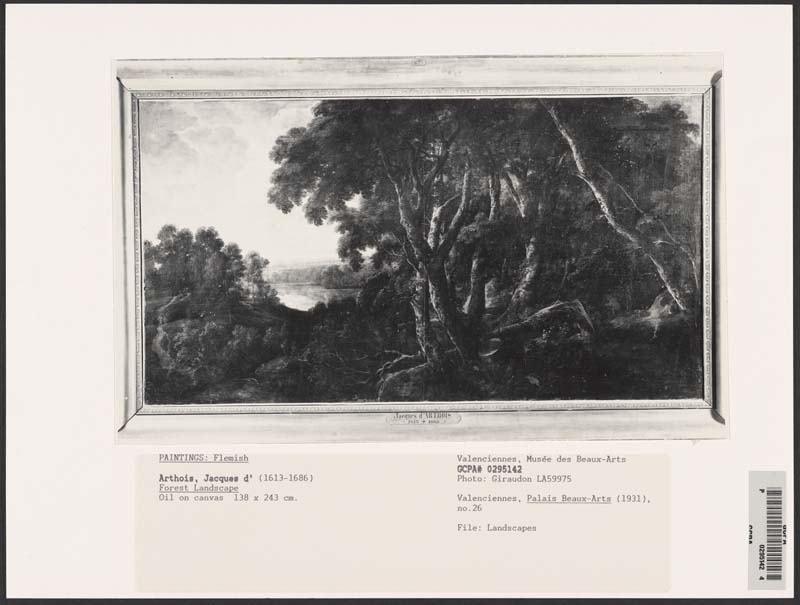 Jacques d'ARTHOIS
PAINTINGS: Flemish
Arthois, Jacques d' (1613-1686)
Forest Landscape
Oil on canvas 138 x 243 cm.
Valenciennes, Musée des Beaux-Arts
GCPA# 0295142
Photo: Giraudon LA59975
Valenciennes, Palais Beaux-Arts (1931),
no.26
File: Landscapes
P
GCPA
0295142 4